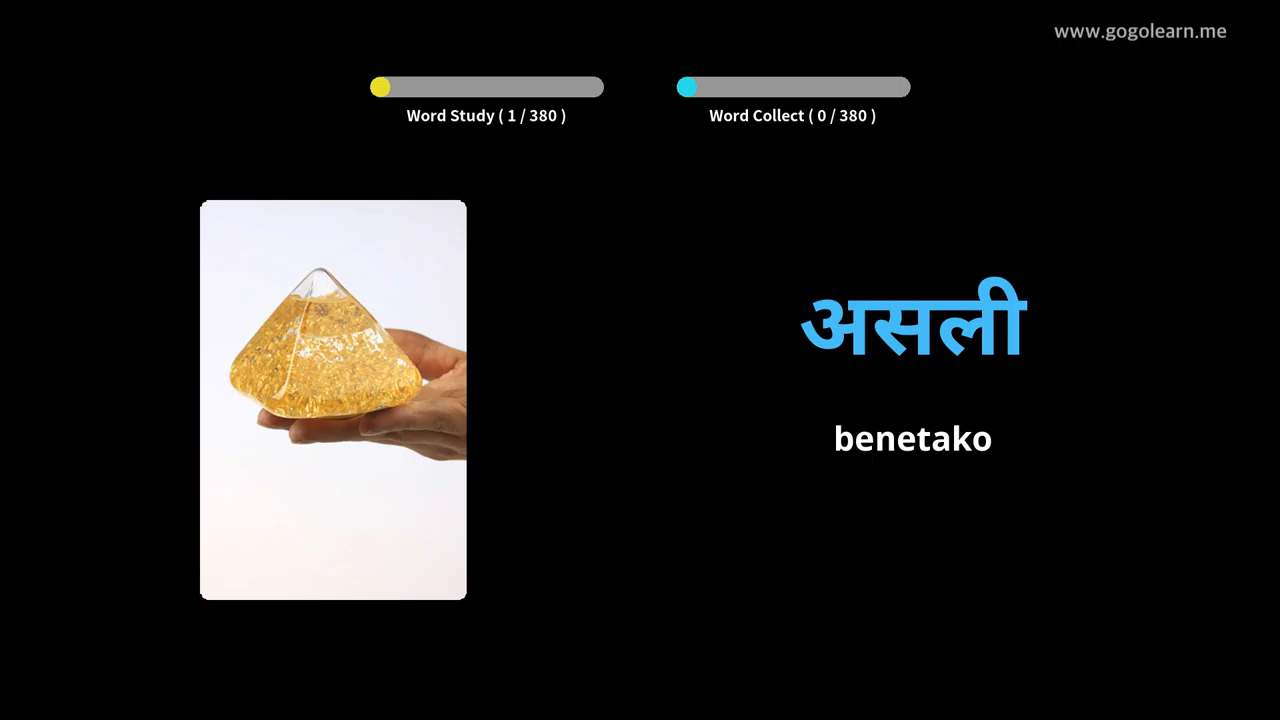 www.gogolearn.me
Word Study ( 1 / 380 )
Word Collect ( 0 / 380 )
असली
benetako